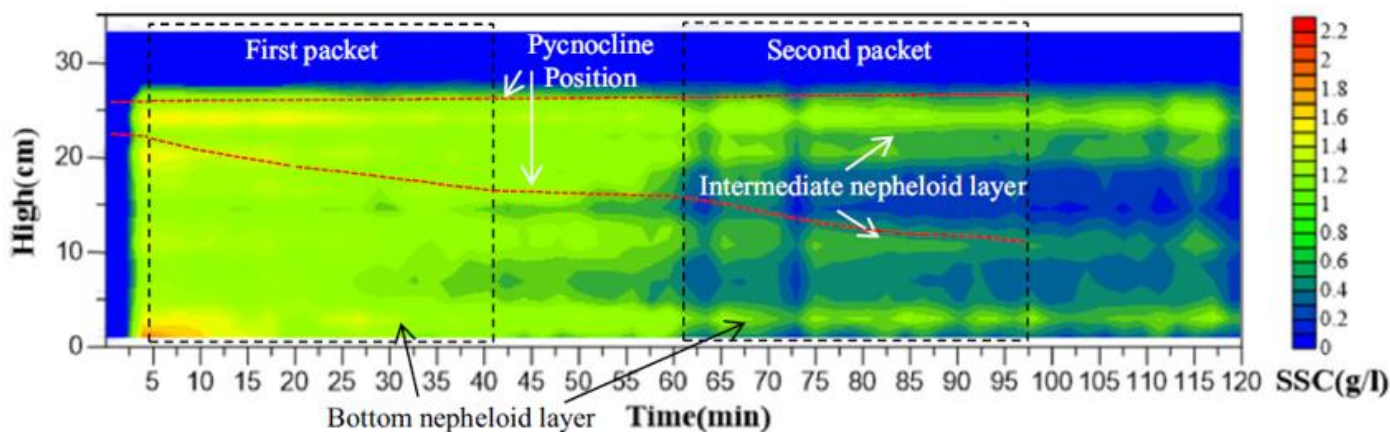 First packet
Pycnocline
Position
Second packet
Intermediate nepheloid layer
Bottom nepheloid layer
High(cm)
30
20
10
0
5 10 15 20 25 30 35 40 45 50 55 60 65 70 75 80 85 90 95 100 105 110 115 120
Time(min)
2.2
2
1.8
1.6
1.4
1.2
1
0.8
0.6
0.4
0.2
0
SSC(g/l)